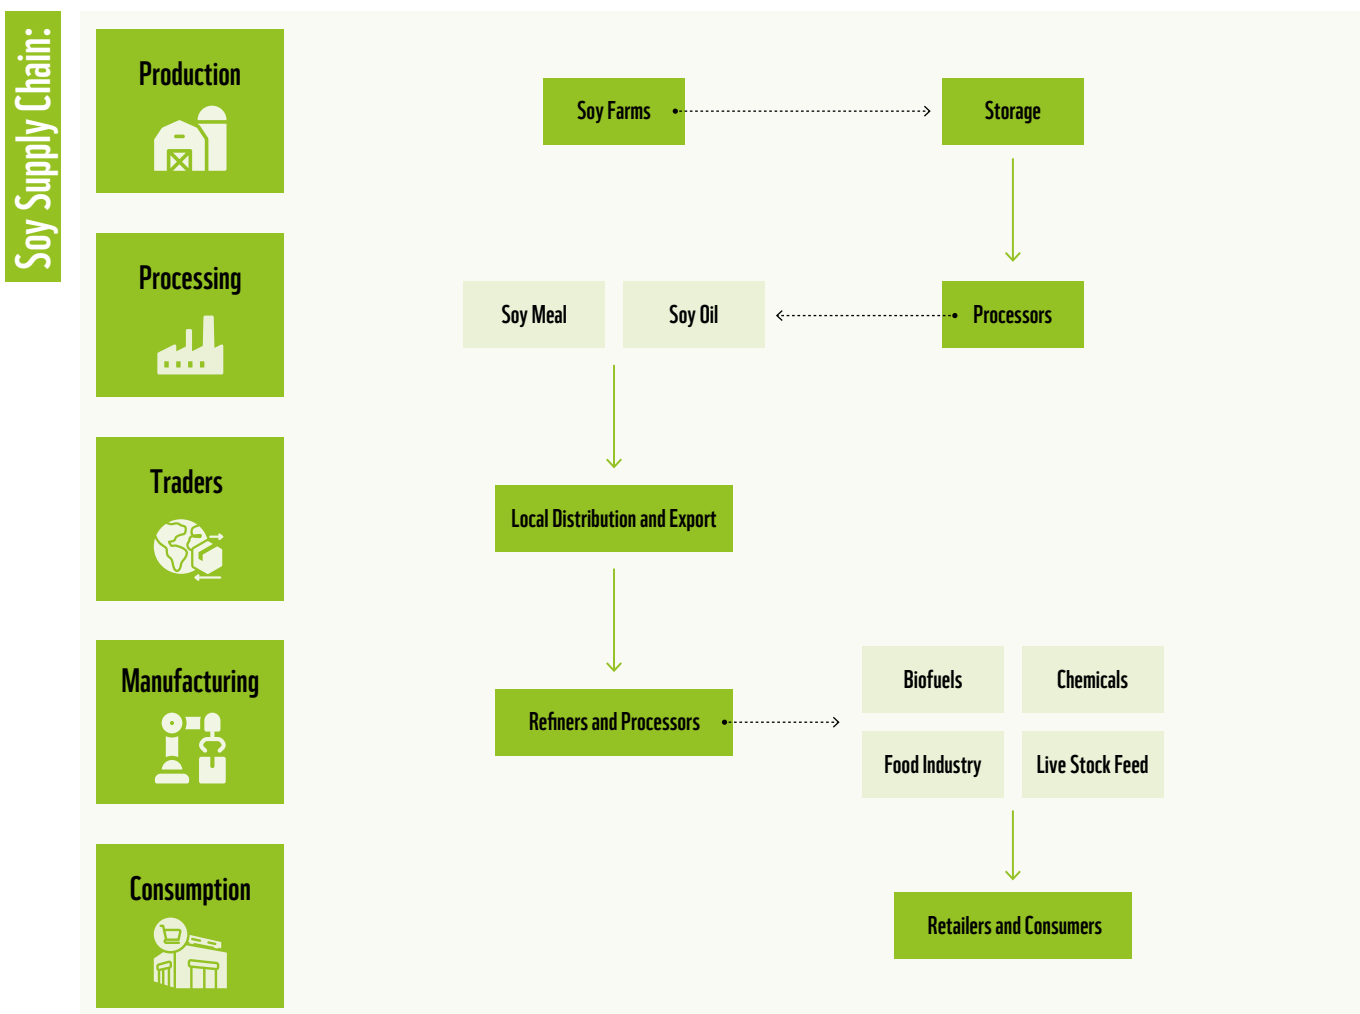 Soy Supply Chain:
Production
Soy Farms
Storage
Processing
Soy Meal
Soy Oil
Processors
Traders
Local Distribution and Export
Manufacturing
Refiners and Processors
Biofuels
Chemicals
Food Industry
Live Stock Feed
Consumption
Retailers and Consumers